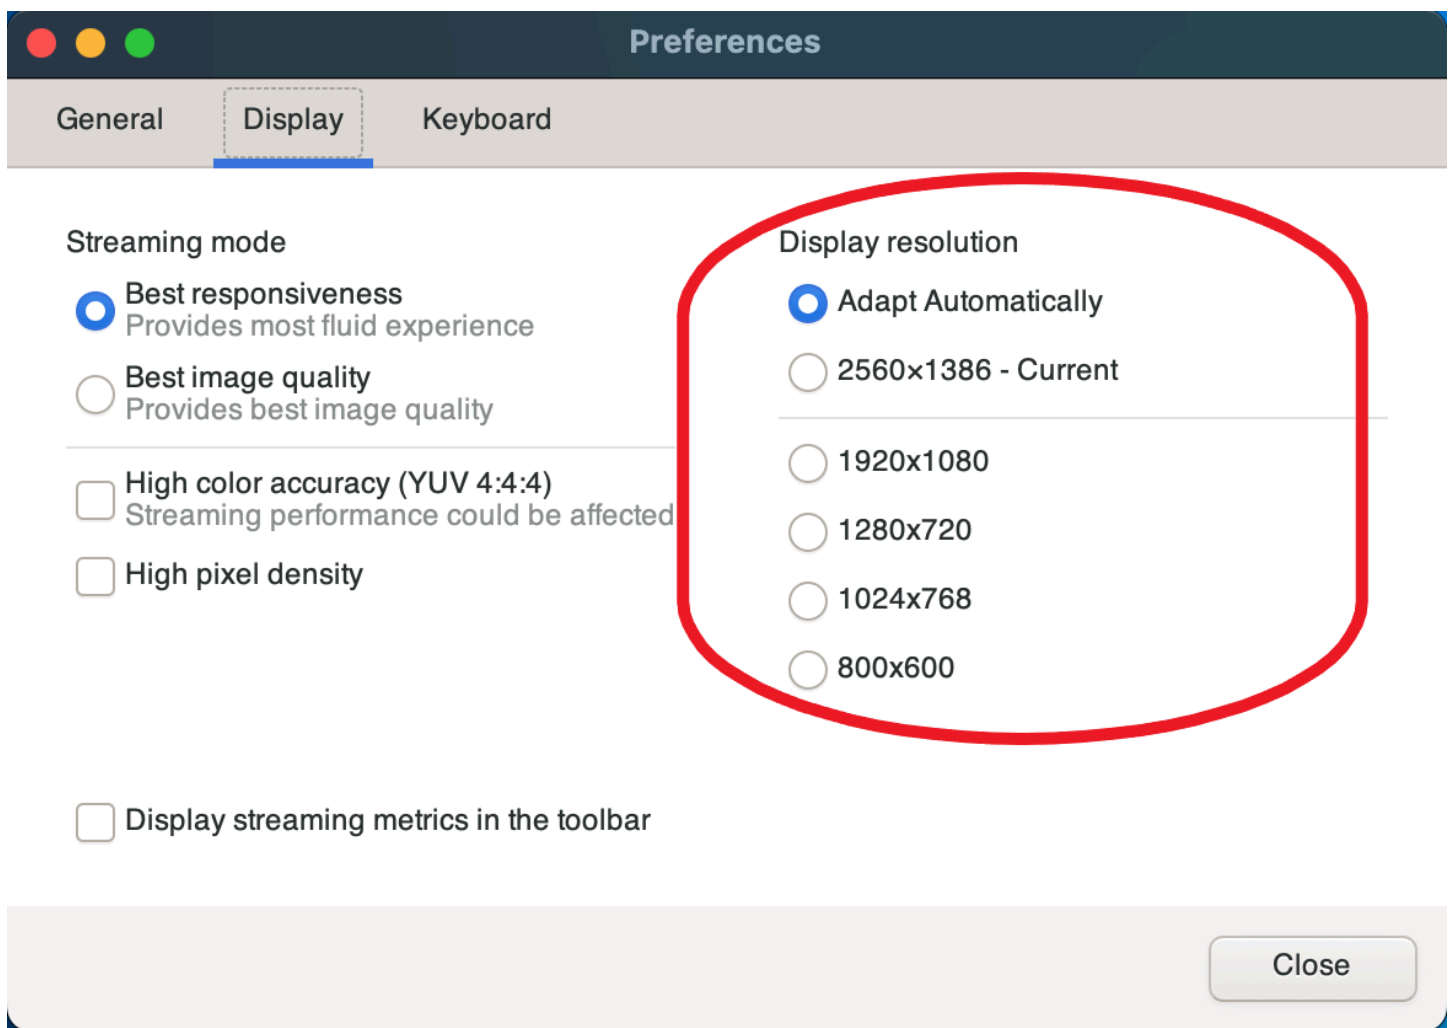 Preferences
General
Display
Keyboard
Streaming mode
Best responsiveness
Provides most fluid experience
Best image quality
Provides best image quality
High color accuracy (YUV 4:4:4)
Streaming performance could be affected
High pixel density
Display resolution
Adapt Automatically
2560×1386 - Current
1920x1080
1280x720
1024x768
800x600
Display streaming metrics in the toolbar
Close